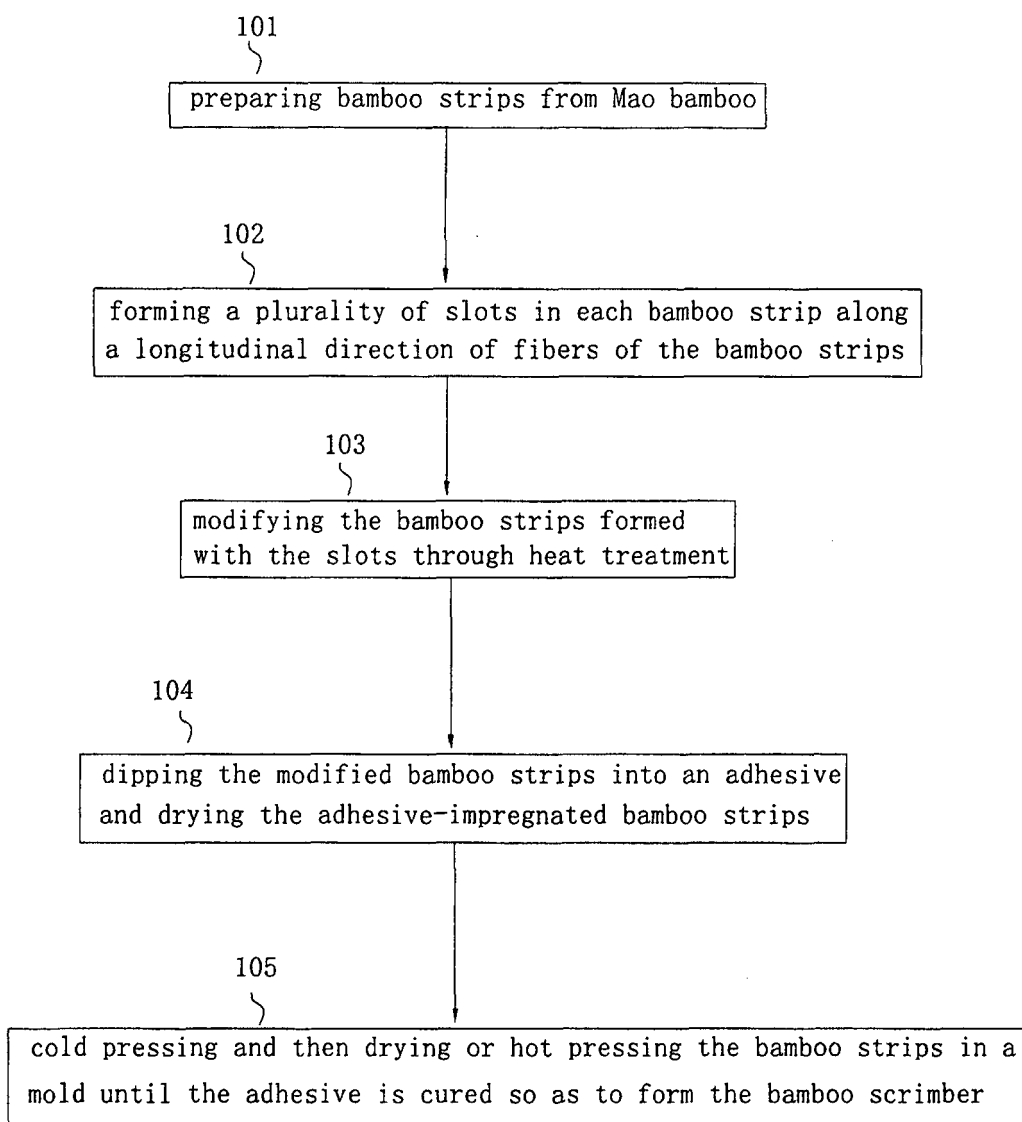 101
preparing bamboo strips from Mao bamboo
102
forming a plurality of slots in each bamboo strip along
a longitudinal direction of fibers of the bamboo strips
103
modifying the bamboo strips formed
with the slots through heat treatment
104
dipping the modified bamboo strips into an adhesive
and drying the adhesive-impregnated bamboo strips
105
cold pressing and then drying or hot pressing the bamboo strips in a
mold until the adhesive is cured so as to form the bamboo scrimber